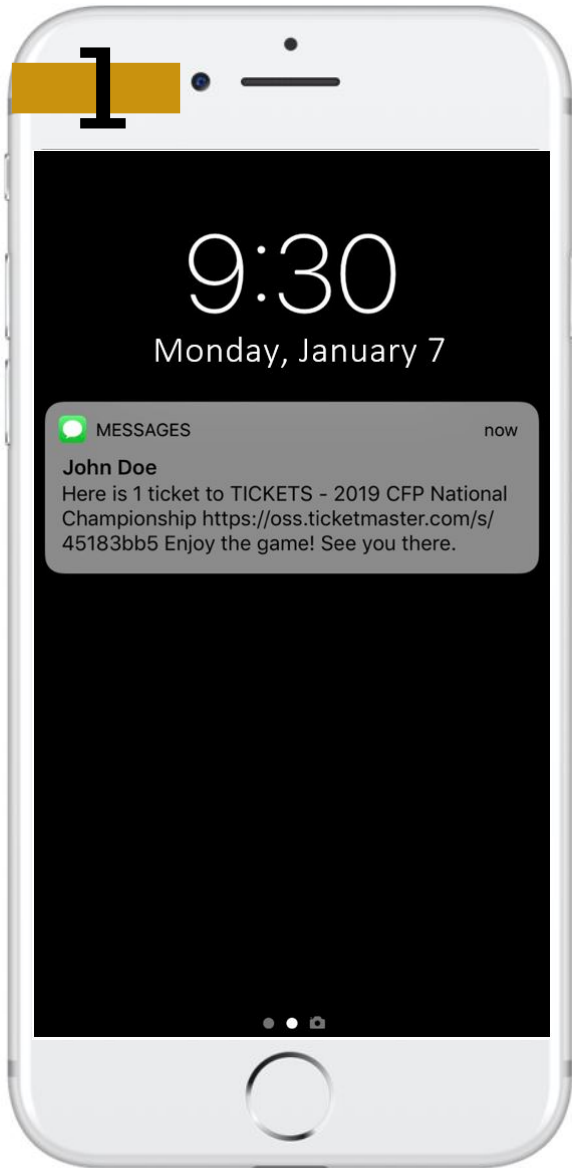 1
9:30
Monday, January 7
MESSAGES now
John Doe
Here is 1 ticket to TICKETS - 2019 CFP National
Championship https://oss.ticketmaster.com/s/
45183bb5 Enjoy the game! See you there.